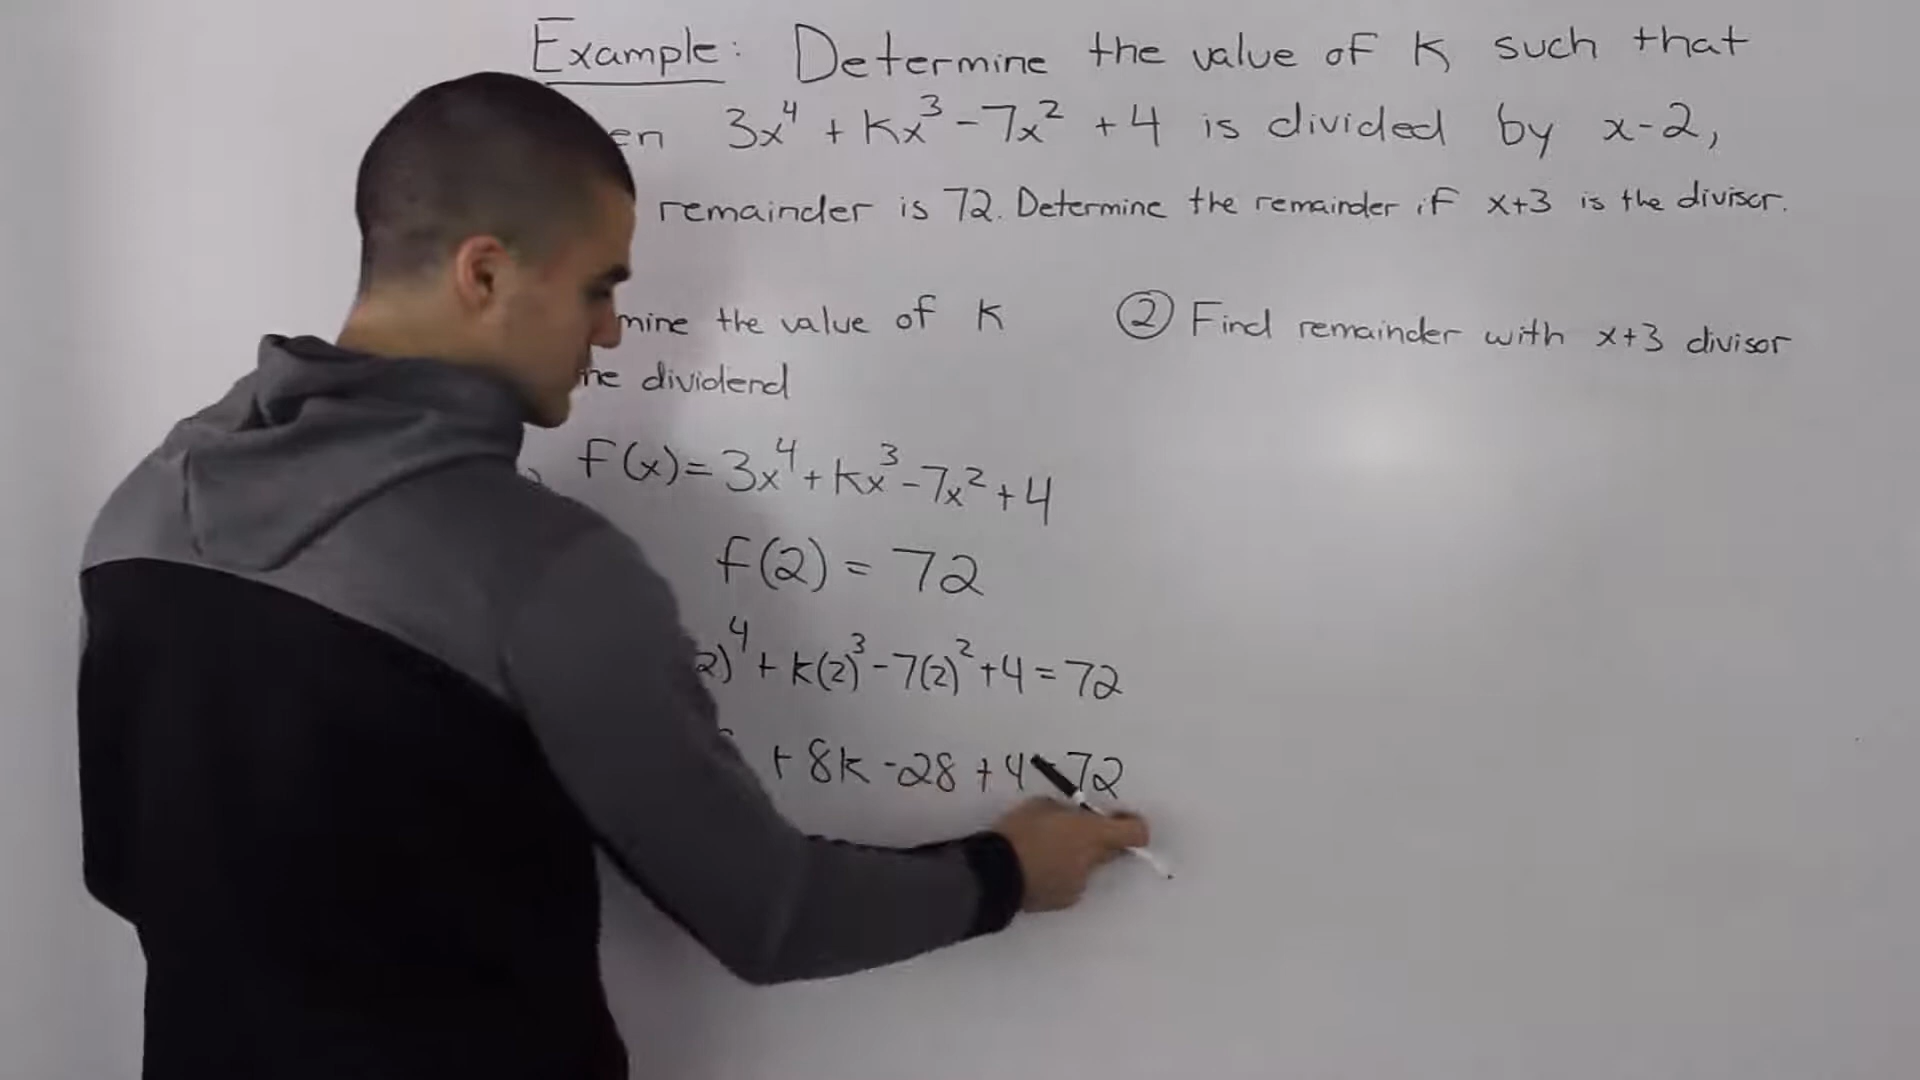 Example: Determine the value of K such that
en 3x⁴ + Kx³ - 7x² + 4 is divided by x-2,
remainder is 72. Determine the remainder if x+3 is the divisor.
mine the value of K
② Find remainder with x+3 divisor
he dividend
f(x) = 3x⁴ + Kx³ - 7x² + 4
f(2) = 72
2)⁴ + K(2)³ - 7(2)² + 4 = 72
+ 8K - 28 + 4 72